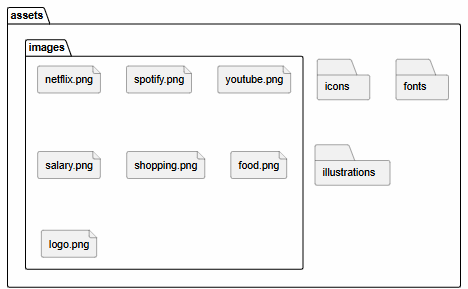 assets
images
netflix.png
spotify.png
youtube.png
icons
fonts
salary.png
shopping.png
food.png
illustrations
logo.png